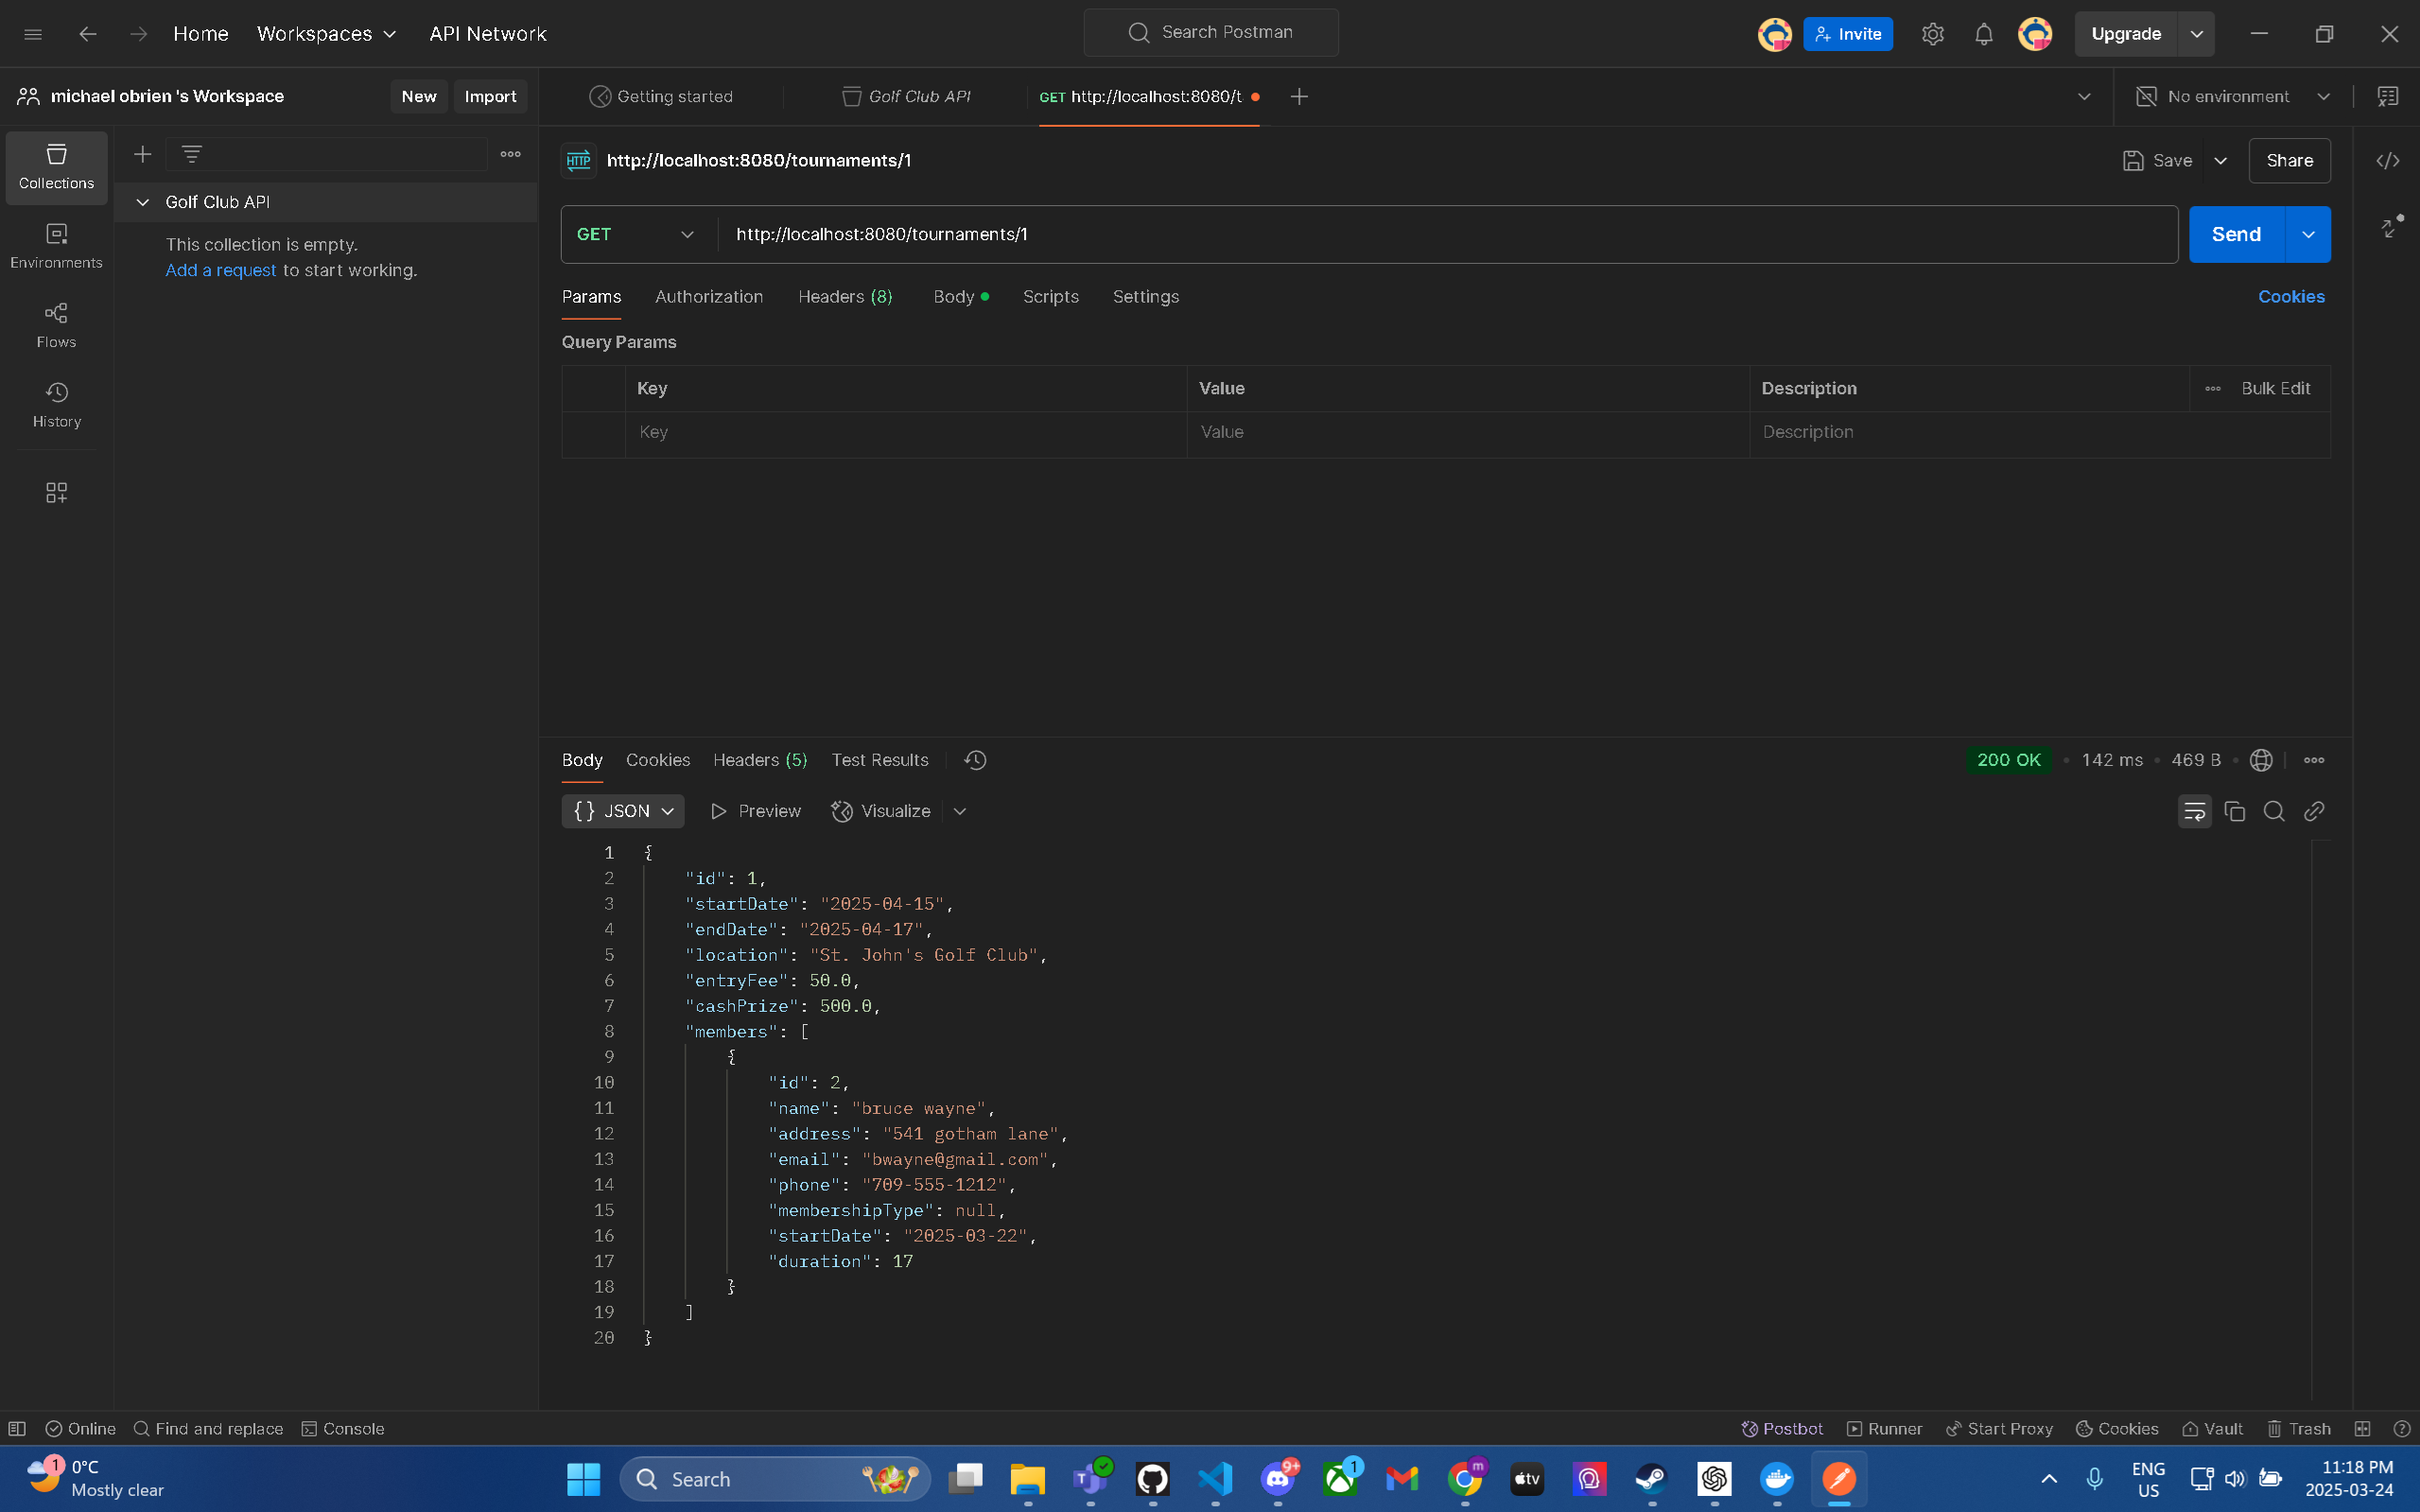 Home Workspaces API Network Search Postman Invite Upgrade
michael obrien 's Workspace New Import Getting started Golf Club API GET http://localhost:8080/t No environment
Collections
Environments
Flows
History
Golf Club API
This collection is empty.
Add a request to start working.
HTTP http://localhost:8080/tournaments/1 Save Share
GET http://localhost:8080/tournaments/1 Send
Params Authorization Headers (8) Body Scripts Settings Cookies
Query Params
Key Value Description Bulk Edit
Key Value Description
Body Cookies Headers (5) Test Results 200 OK 142 ms 469 B
{} JSON Preview Visualize
1 {
2 "id": 1,
3 "startDate": "2025-04-15",
4 "endDate": "2025-04-17",
5 "location": "St. John's Golf Club",
6 "entryFee": 50.0,
7 "cashPrize": 500.0,
8 "members": [
9 {
10 "id": 2,
11 "name": "bruce wayne",
12 "address": "541 gotham lane",
13 "email": "bwayne@gmail.com",
14 "phone": "709-555-1212",
15 "membershipType": null,
16 "startDate": "2025-03-22",
17 "duration": 17
18 }
19 ]
20 }
Online Find and replace Console Postbot Runner Start Proxy Cookies Vault Trash
1 0°C
Mostly clear
Search
9+
1
m
tv
ENG
US
11:18 PM
2025-03-24